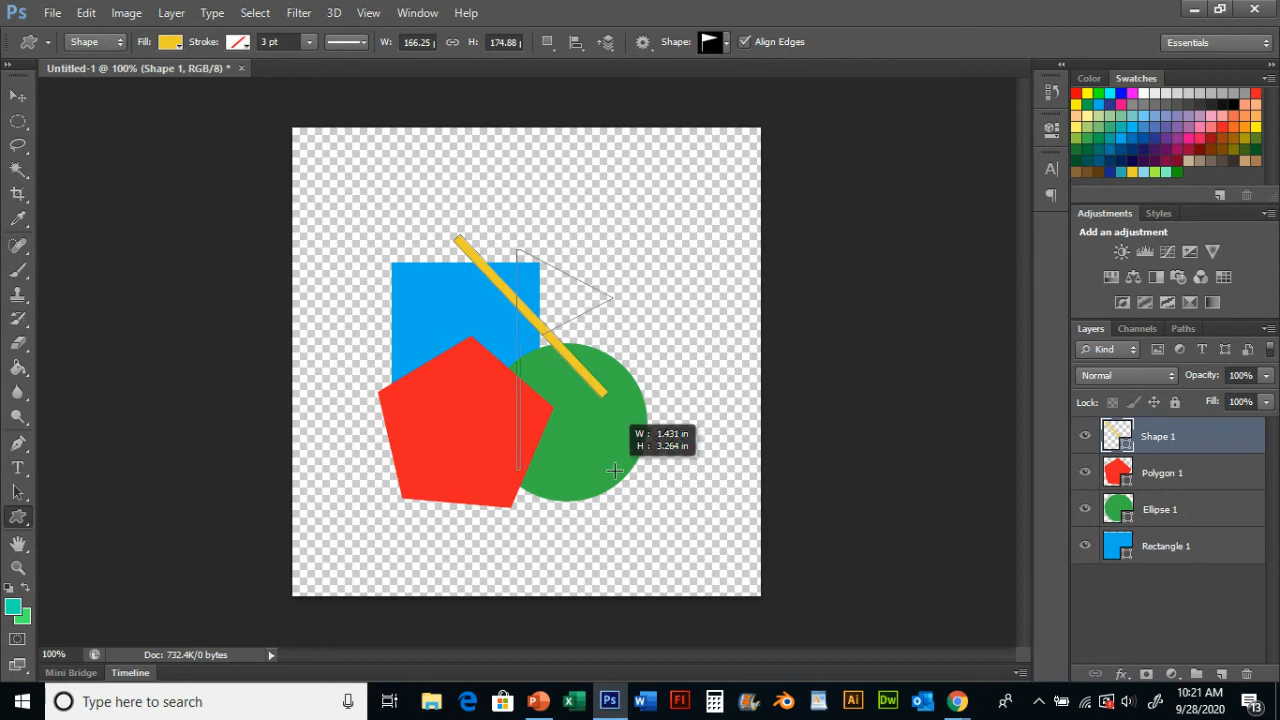 Ps File Edit Image Layer Type Select Filter 3D View Window Help
Shape Fill: Stroke: 3 pt W: 166.25 H: 174.88 Shape: Align Edges Essentials
Untitled-1 @ 100% (Shape 1, RGB/8) *
Color Swatches
Adjustments Styles
Add an adjustment
Layers Channels Paths
Kind
Normal Opacity: 100%
Lock: Fill: 100%
Shape 1
W: 1.431 in
H: 3.264 in
Polygon 1
Ellipse 1
Rectangle 1
100% Doc: 732.4K/0 bytes
Mini Bridge Timeline
Type here to search
10:21 AM
9/28/2020
13